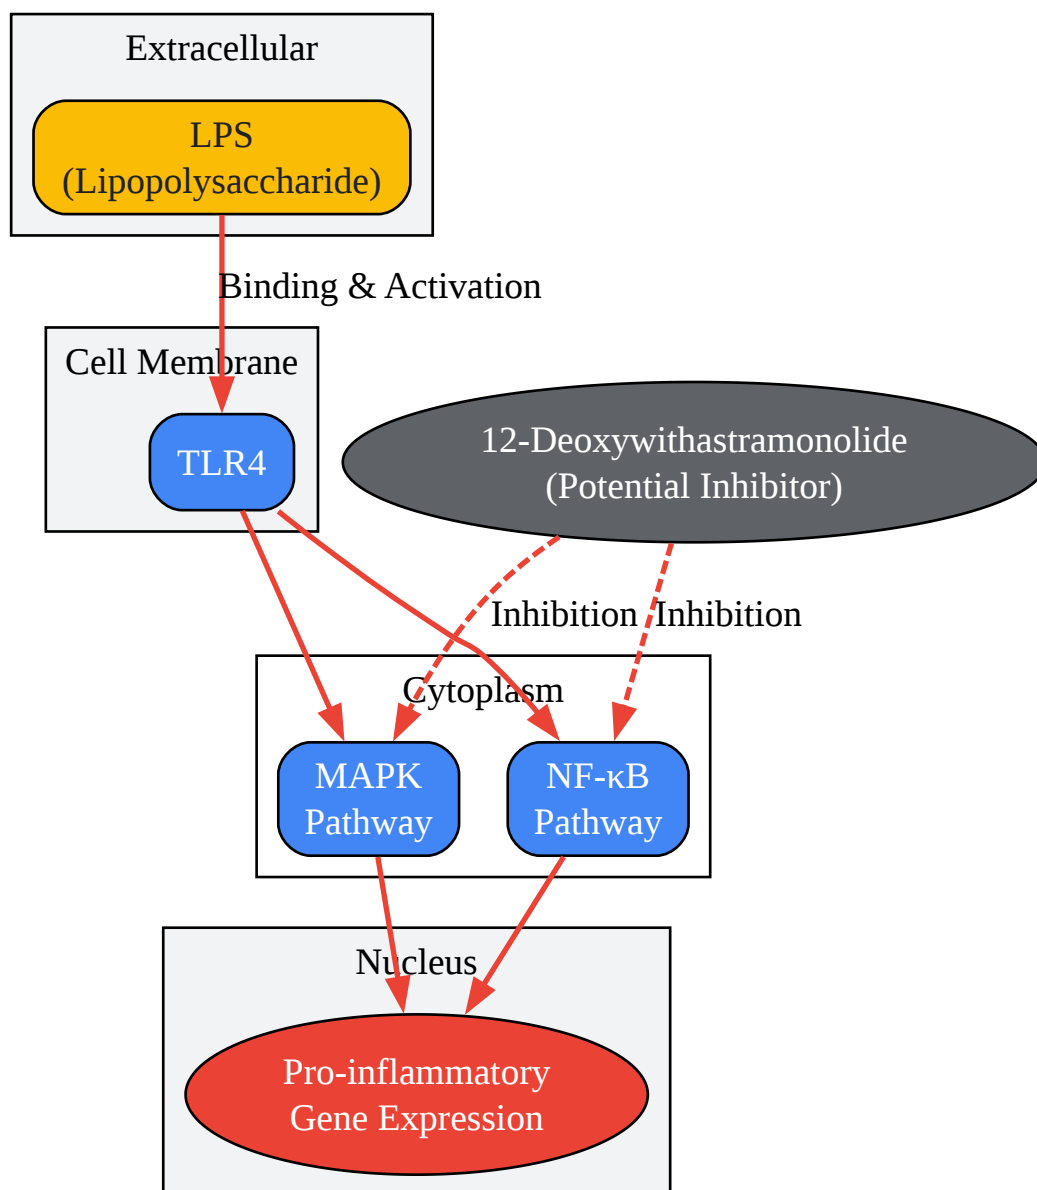 Extracellular
LPS
(Lipopolysaccharide)
Binding & Activation
Cell Membrane
TLR4
12-Deoxywithastramonolide
(Potential Inhibitor)
Inhibition
Inhibition
Cytoplasm
MAPK
Pathway
NF-κB
Pathway
Nucleus
Pro-inflammatory
Gene Expression